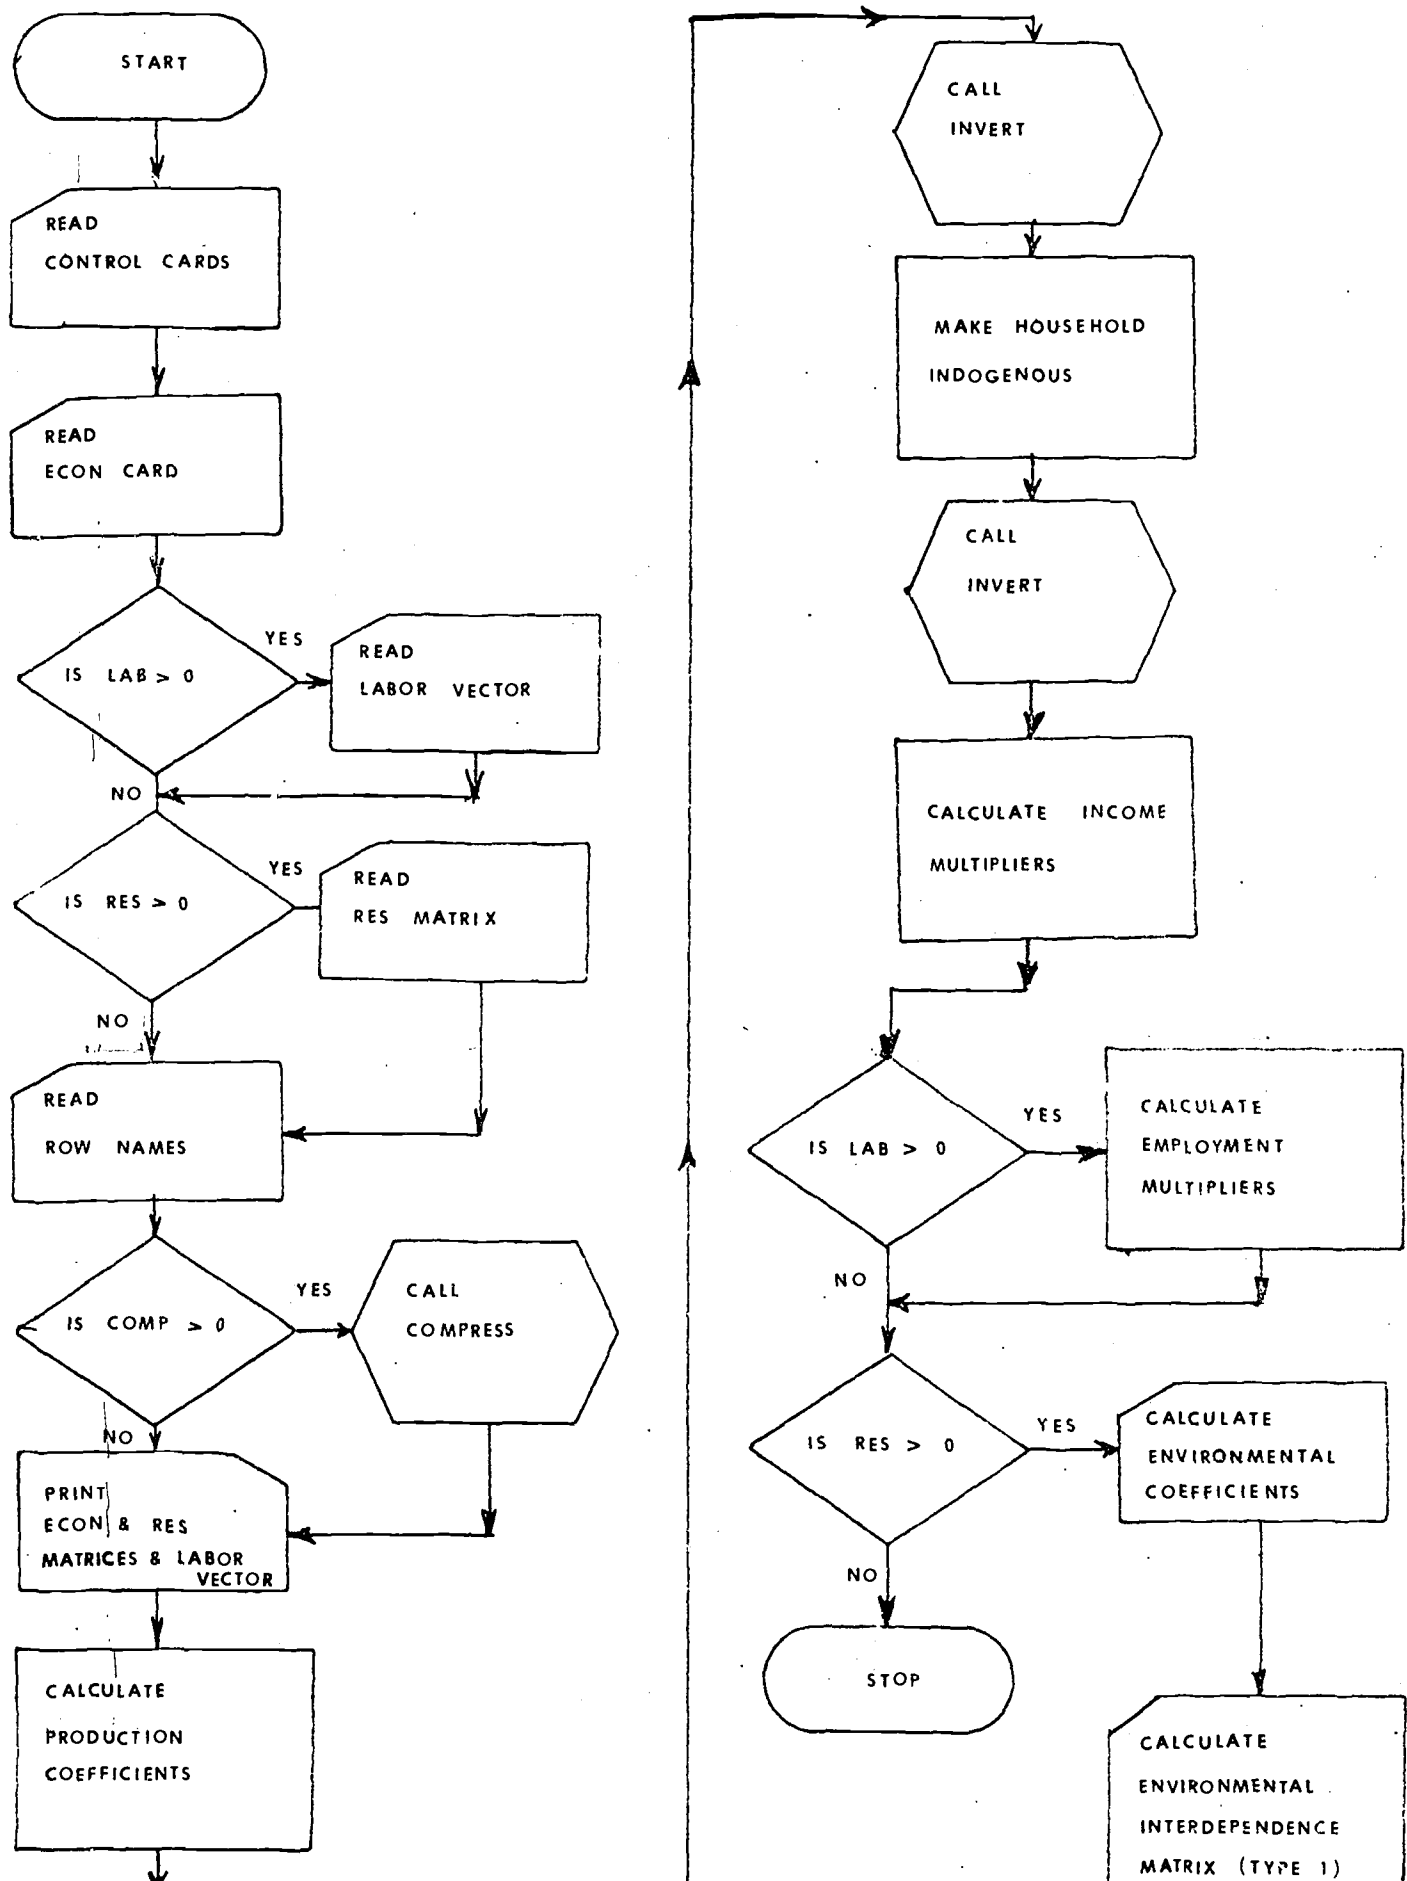 START
READ
CONTROL CARDS
READ
ECON CARD
IS LAB > 0
YES
READ
LABOR VECTOR
NO
IS RES > 0
YES
READ
RES MATRIX
NO
READ
ROW NAMES
IS COMP > 0
YES
CALL
COMPRESS
NO
PRINT
ECON & RES
MATRICES & LABOR
VECTOR
CALCULATE
PRODUCTION
COEFFICIENTS
CALL
INVERT
MAKE HOUSEHOLD
INDOGENOUS
CALL
INVERT
CALCULATE INCOME
MULTIPLIERS
IS LAB > 0
YES
CALCULATE
EMPLOYMENT
MULTIPLIERS
NO
IS RES > 0
YES
CALCULATE
ENVIRONMENTAL
COEFFICIENTS
NO
STOP
CALCULATE
ENVIRONMENTAL
INTERDEPENDENCE
MATRIX (TYPE 1)